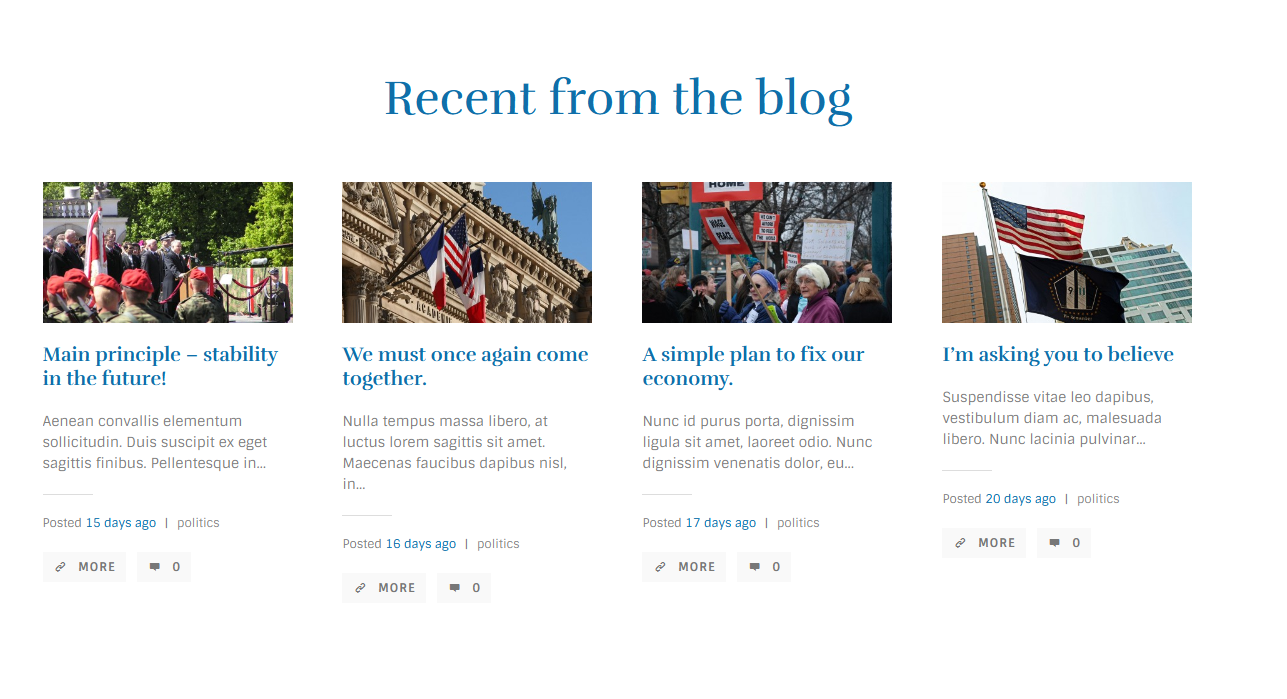 Recent from the blog
HOME
WAGE
PEACE
9 11
Main principle – stability
in the future!
Aenean convallis elementum
sollicitudin. Duis suscipit ex eget
sagittis finibus. Pellentesque in...
Posted 15 days ago | politics
MORE 0
We must once again come
together.
Nulla tempus massa libero, at
luctus lorem sagittis sit amet.
Maecenas faucibus dapibus nisl,
in...
Posted 16 days ago | politics
MORE 0
A simple plan to fix our
economy.
Nunc id purus porta, dignissim
ligula sit amet, laoreet odio. Nunc
dignissim venenatis dolor, eu...
Posted 17 days ago | politics
MORE 0
I’m asking you to believe
Suspendisse vitae leo dapibus,
vestibulum diam ac, malesuada
libero. Nunc lacinia pulvinar...
Posted 20 days ago | politics
MORE 0